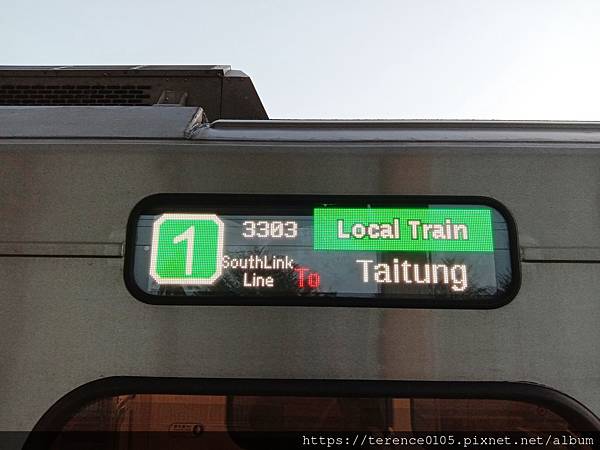 1
3303
Local Train
SouthLink
Line
To
Taitung
https://terence0105.pixnet.net/album